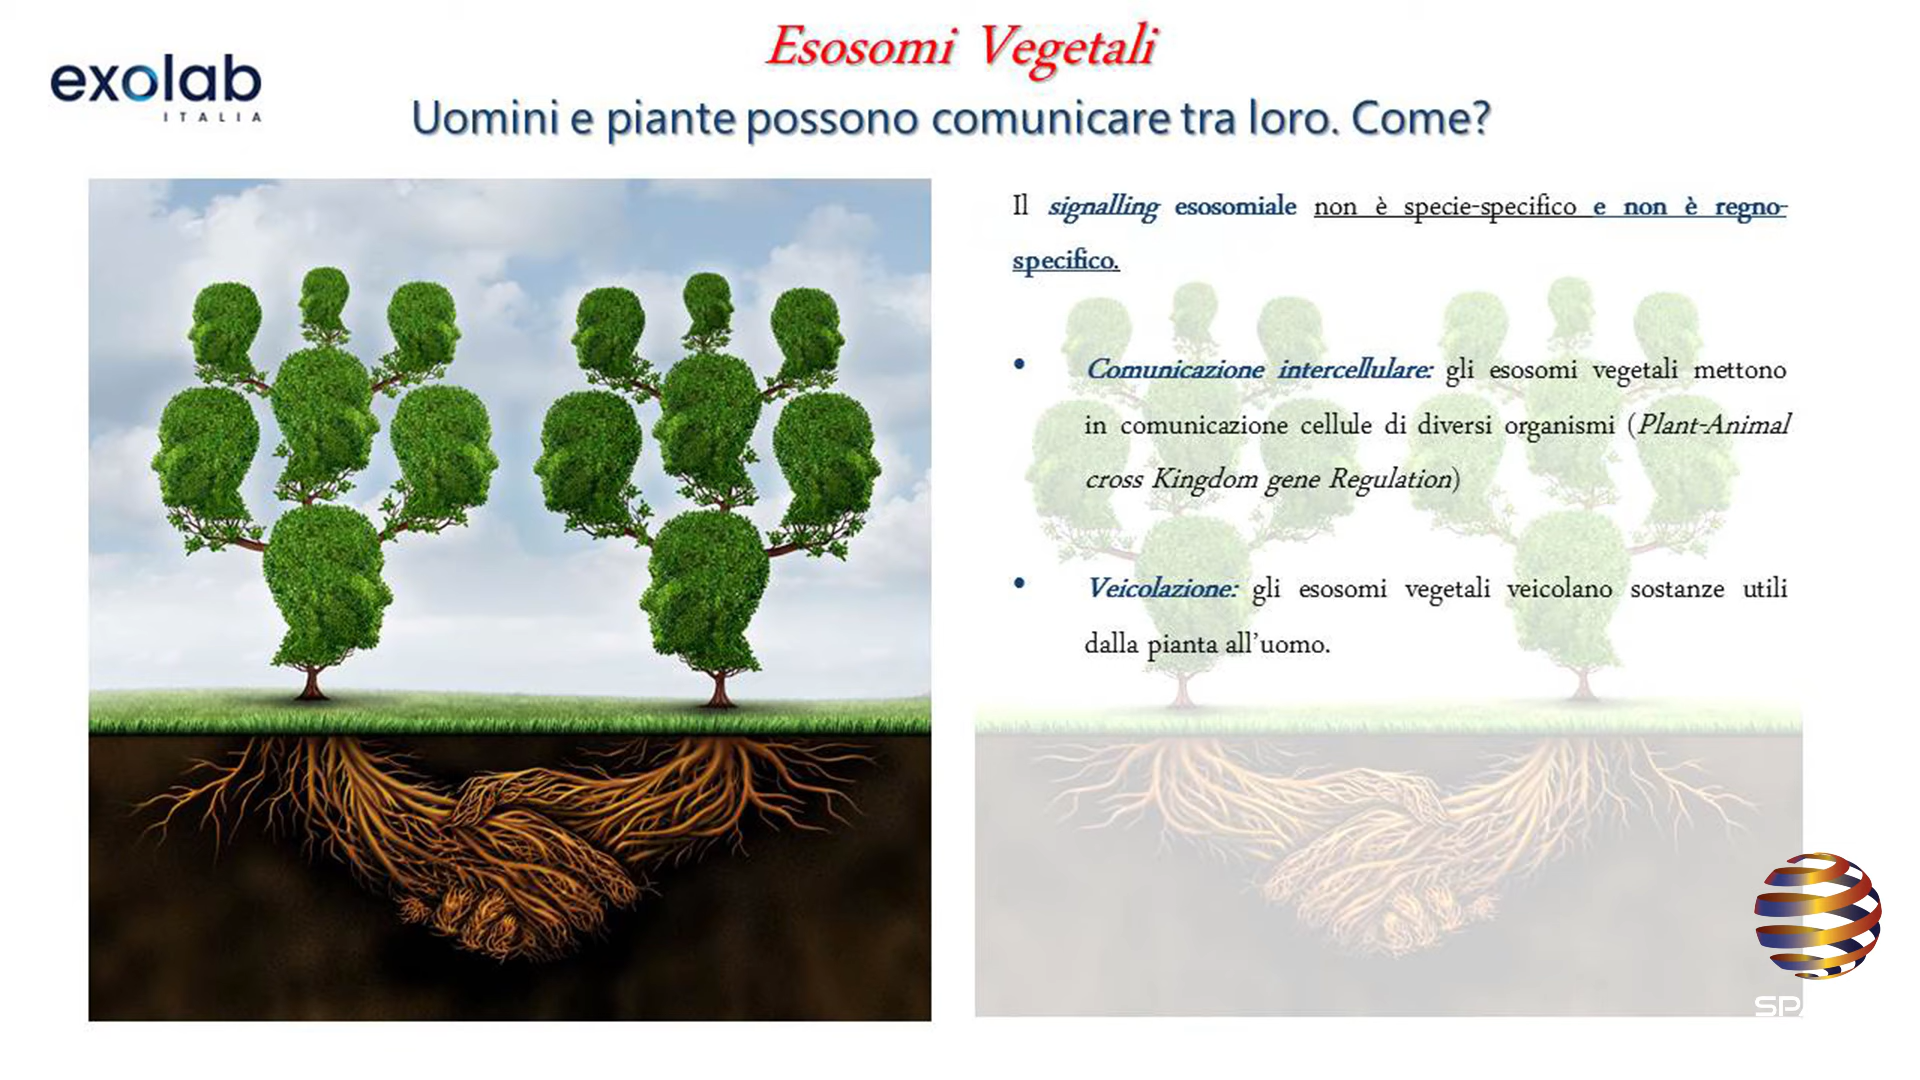 Esosomi Vegetali
exolab
ITALIA
Uomini e piante possono comunicare tra loro. Come?
Il signalling esosomiale non è specie-specifico e non è regno-
specifico.
• Comunicazione intercellulare: gli esosomi vegetali mettono
in comunicazione cellule di diversi organismi (Plant-Animal
cross Kingdom gene Regulation)
• Veicolazione: gli esosomi vegetali veicolano sostanze utili
dalla pianta all’uomo.